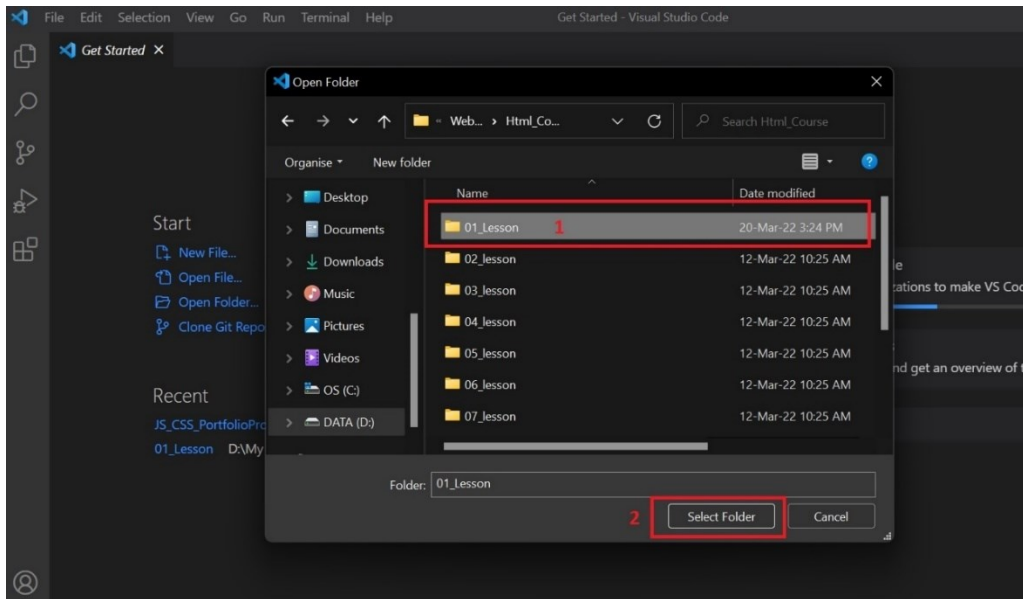 File Edit Selection View Go Run Terminal Help Get Started - Visual Studio Code
Get Started
Open Folder
Web... › Html_Co...
Search Html_Course
Organise New folder
Name Date modified
Desktop
Documents
Downloads
Music
Pictures
Videos
OS (C:)
DATA (D:)
01_Lesson 1 20-Mar-22 3:24 PM
02_lesson 12-Mar-22 10:25 AM
03_lesson 12-Mar-22 10:25 AM
04_lesson 12-Mar-22 10:25 AM
05_lesson 12-Mar-22 10:25 AM
06_lesson 12-Mar-22 10:25 AM
07_lesson 12-Mar-22 10:25 AM
Folder: 01_Lesson
2 Select Folder Cancel
Start
New File...
Open File...
Open Folder...
Clone Git Repo
Recent
JS_CSS_PortfolioPro
01_Lesson D:\My
le
zations to make VS Cod
nd get an overview of